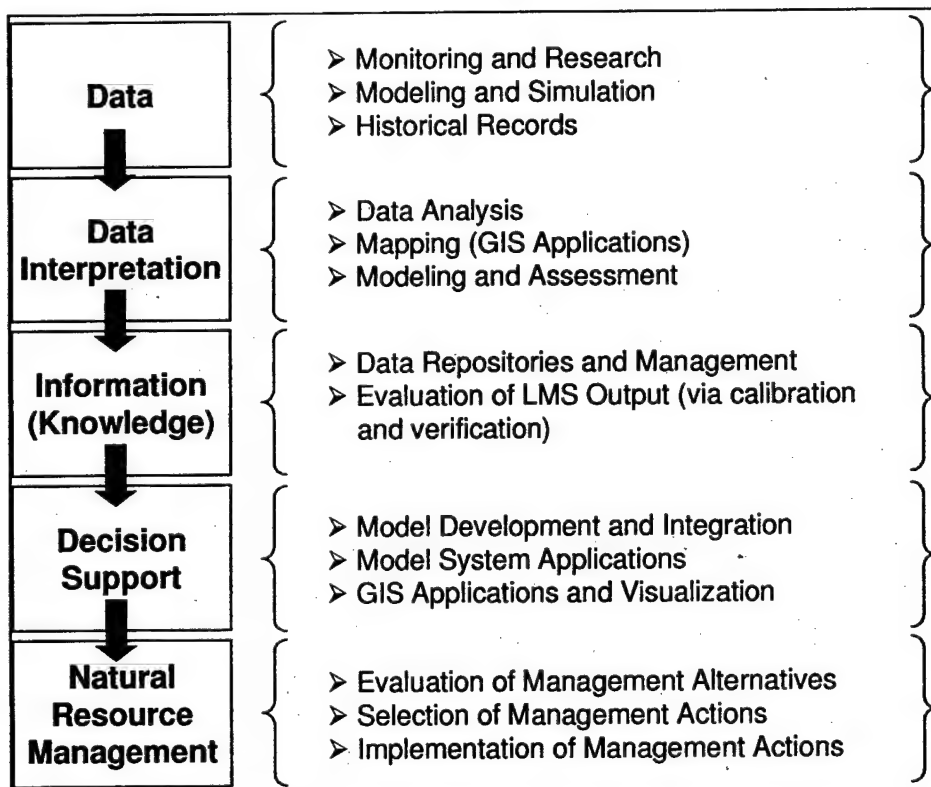 Data
➤ Monitoring and Research
➤ Modeling and Simulation
➤ Historical Records
Data
Interpretation
➤ Data Analysis
➤ Mapping (GIS Applications)
➤ Modeling and Assessment
Information
(Knowledge)
➤ Data Repositories and Management
➤ Evaluation of LMS Output (via calibration
and verification)
Decision
Support
➤ Model Development and Integration
➤ Model System Applications
➤ GIS Applications and Visualization
Natural
Resource
Management
➤ Evaluation of Management Alternatives
➤ Selection of Management Actions
➤ Implementation of Management Actions